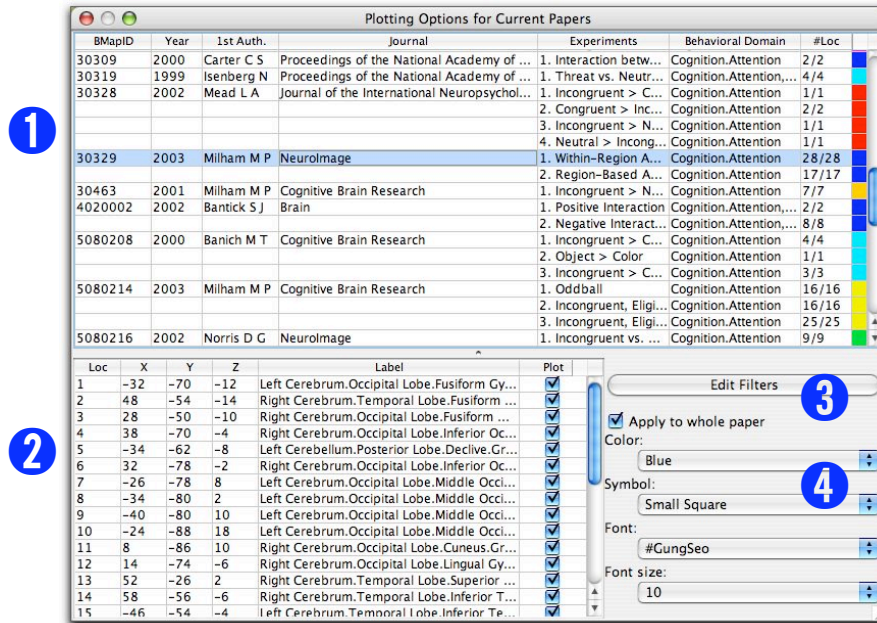 Plotting Options for Current Papers
BMapID Year 1st Auth. Journal Experiments Behavioral Domain #Loc
30309 2000 Carter C S Proceedings of the National Academy of ... 1. Interaction betw... Cognition.Attention 2/2
30319 1999 Isenberg N Proceedings of the National Academy of ... 1. Threat vs. Neutr... Cognition.Attention,... 4/4
30328 2002 Mead L A Journal of the International Neuropsychol... 1. Incongruent > C... Cognition.Attention 1/1
2. Congruent > Inc... Cognition.Attention 2/2
3. Incongruent > N... Cognition.Attention 1/1
4. Neutral > Incong... Cognition.Attention 1/1
1
30329 2003 Milham M P NeuroImage 1. Within-Region A... Cognition.Attention 28/28
2. Region-Based A... Cognition.Attention 17/17
30463 2001 Milham M P Cognitive Brain Research 1. Incongruent > N... Cognition.Attention 7/7
4020002 2002 Bantick S J Brain 1. Positive Interaction Cognition.Attention,... 2/2
2. Negative Interact... Cognition.Attention,... 8/8
5080208 2000 Banich M T Cognitive Brain Research 1. Incongruent > C... Cognition.Attention 4/4
2. Object > Color Cognition.Attention 1/1
3. Incongruent > C... Cognition.Attention 3/3
5080214 2003 Milham M P Cognitive Brain Research 1. Oddball Cognition.Attention 16/16
2. Incongruent, Eligi... Cognition.Attention 16/16
3. Incongruent, Eligi... Cognition.Attention 25/25
5080216 2002 Norris D G NeuroImage 1. Incongruent vs. ... Cognition.Attention 9/9
Loc X Y Z Label Plot
1 -32 -70 -12 Left Cerebrum.Occipital Lobe.Fusiform Gy...
2 48 -54 -14 Right Cerebrum.Temporal Lobe.Fusiform...
3 28 -50 -10 Right Cerebrum.Occipital Lobe.Fusiform ...
4 38 -70 -4 Right Cerebrum.Occipital Lobe.Inferior Oc...
5 -34 -62 -8 Left Cerebellum.Posterior Lobe.Declive.Gr...
6 32 -78 -2 Right Cerebrum.Occipital Lobe.Inferior Oc...
7 -26 -78 8 Left Cerebrum.Occipital Lobe.Middle Occi...
8 -34 -80 2 Left Cerebrum.Occipital Lobe.Middle Occi...
9 -40 -80 10 Left Cerebrum.Occipital Lobe.Middle Occi...
10 -24 -88 18 Left Cerebrum.Occipital Lobe.Middle Occi...
11 8 -86 10 Right Cerebrum.Occipital Lobe.Cuneus.Gr...
12 14 -74 -6 Right Cerebrum.Occipital Lobe.Lingual Gy...
13 52 -26 2 Right Cerebrum.Temporal Lobe.Superior ...
14 58 -56 -6 Right Cerebrum.Temporal Lobe.Inferior T...
15 -46 -54 -4 Left Cerebrum.Temporal Lobe.Inferior Te...
2
Edit Filters
3
Apply to whole paper
Color:
Blue
4
Symbol:
Small Square
Font:
#GungSeo
Font size:
10